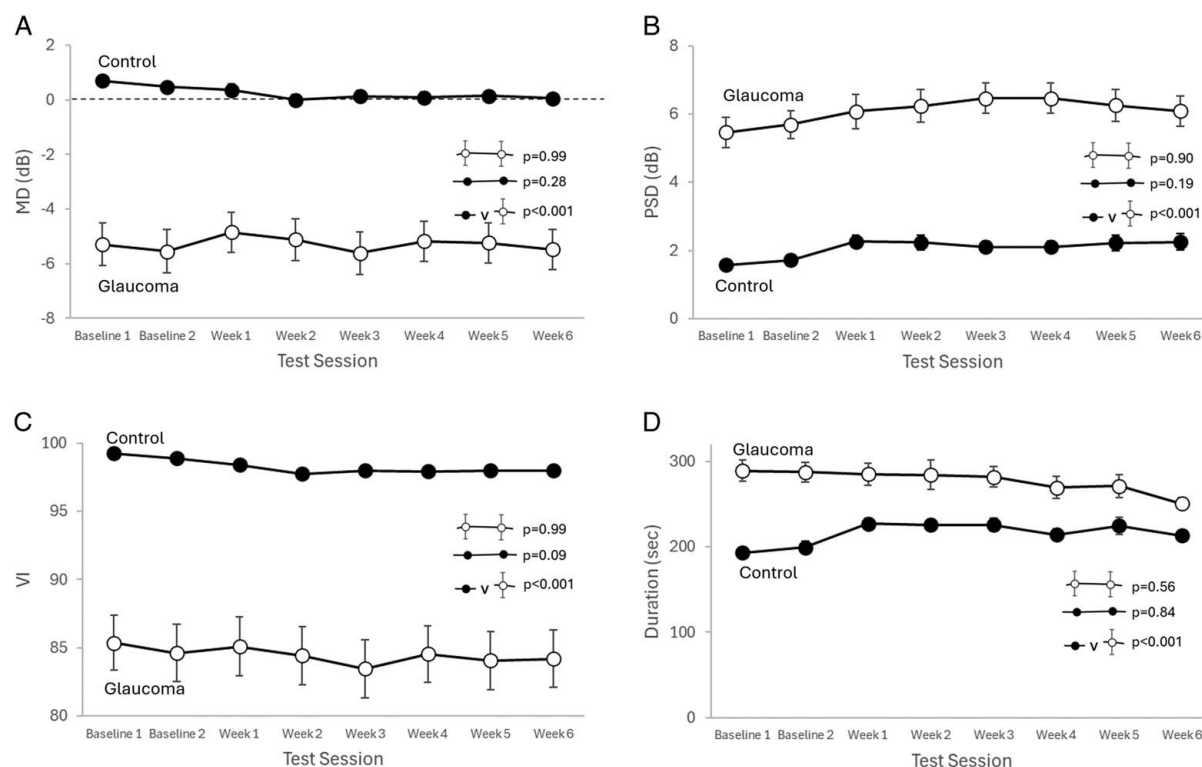 A
2
0
-2
-4
-6
-8
MD (dB)
Control
p=0.99
p=0.28
v p<0.001
Glaucoma
Baseline 1 Baseline 2 Week 1 Week 2 Week 3 Week 4 Week 5 Week 6
Test Session
B
8
6
4
2
0
PSD (dB)
Glaucoma
p=0.90
p=0.19
v p<0.001
Control
Baseline 1 Baseline 2 Week 1 Week 2 Week 3 Week 4 Week 5 Week 6
Test Session
C
100
95
90
85
80
VI
Control
p=0.99
p=0.09
v p<0.001
Glaucoma
Baseline 1 Baseline 2 Week 1 Week 2 Week 3 Week 4 Week 5 Week 6
Test Session
D
300
200
100
0
Duration (sec)
Glaucoma
Control
p=0.56
p=0.84
v p<0.001
Baseline 1 Baseline 2 Week 1 Week 2 Week 3 Week 4 Week 5 Week 6
Test Session